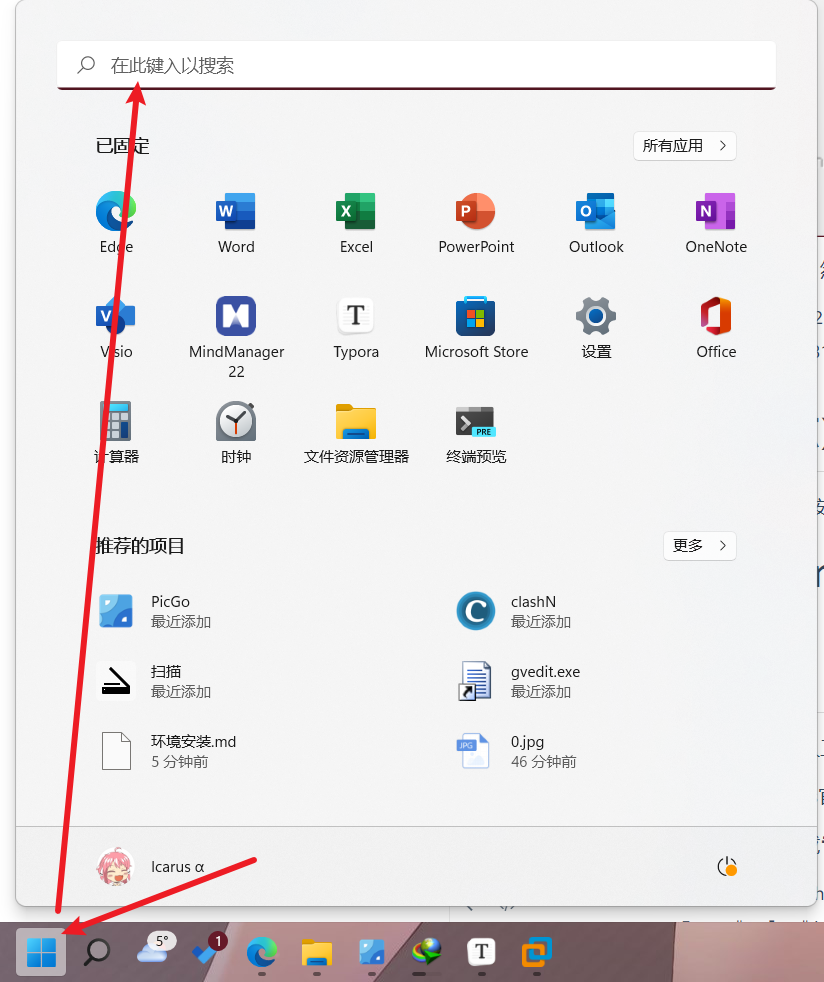 在此键入以搜索
已固定
所有应用
Edge
Word
Excel
PowerPoint
Outlook
OneNote
Visio
MindManager
22
Typora
Microsoft Store
设置
Office
计算器
时钟
文件资源管理器
终端预览
推荐的项目
更多
PicGo
最近添加
clashN
最近添加
扫描
最近添加
gvedit.exe
最近添加
环境安装.md
5 分钟前
0.jpg
46 分钟前
Icarus α
5°
1